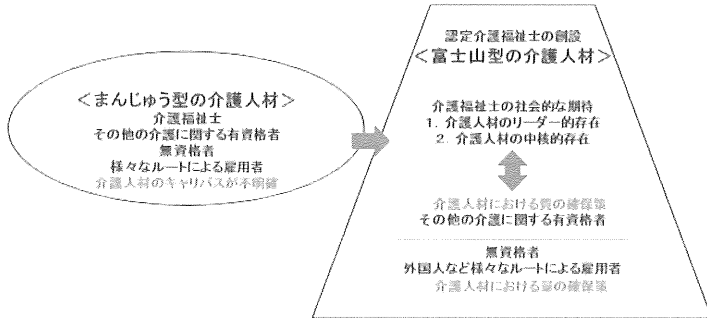 ＜まんじゅう型の介護人材＞
介護福祉士
その他の介護に関する有資格者
無資格者
様々なルートによる雇用者
介護人材のキャリパスが不明確
認定介護福祉士の創設
＜富士山型の介護人材＞
介護福祉士の社会的な期待
1. 介護人材のリーダー的存在
2. 介護人材の中核的存在
介護人材における質の確保策
その他の介護に関する有資格者
無資格者
外国人など様々なルートによる雇用者
介護人材における量の確保策